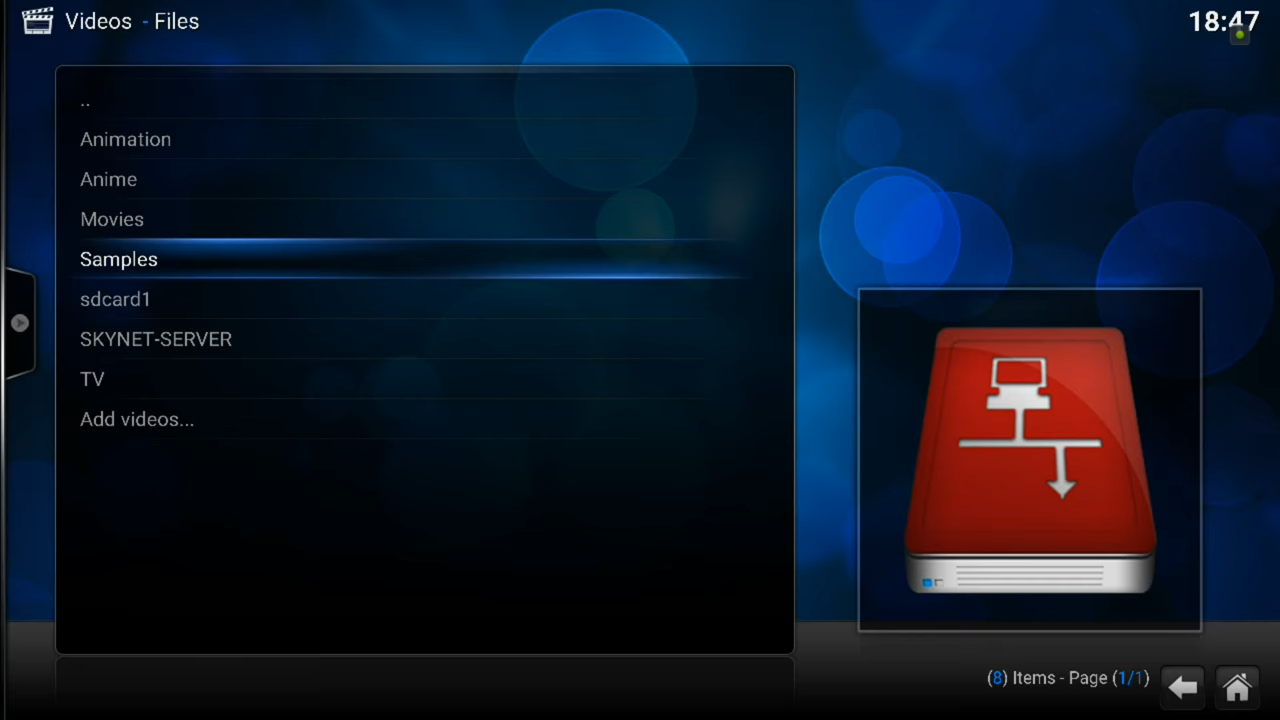 Videos - Files
18:47
..
Animation
Anime
Movies
Samples
sdcard1
SKYNET-SERVER
TV
Add videos...
(8) Items - Page (1/1)